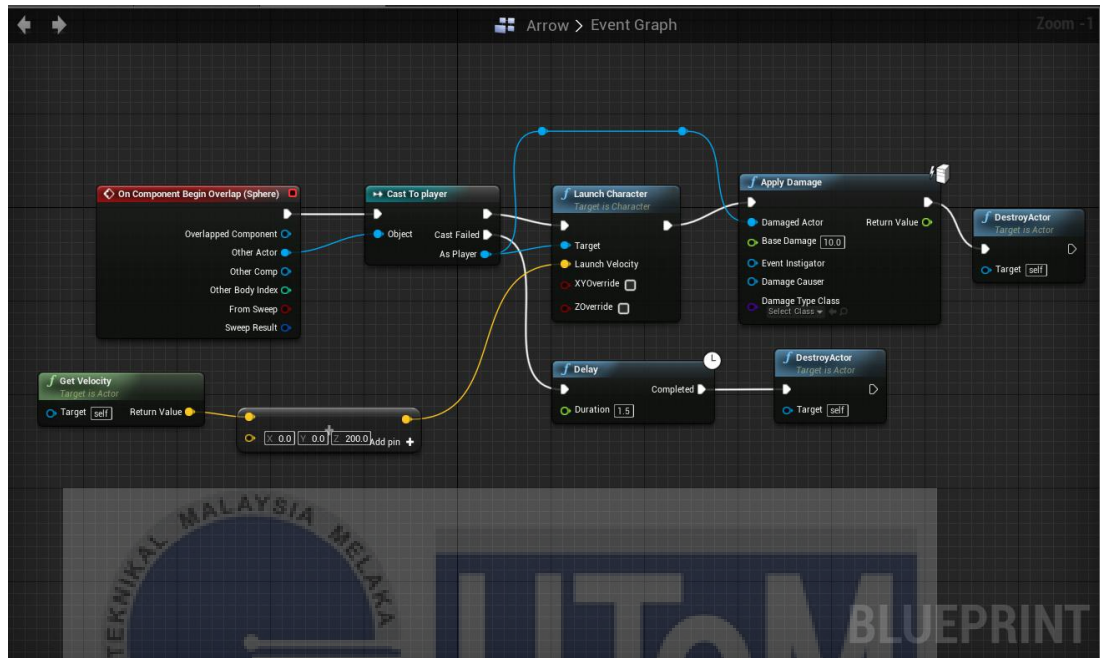 Arrow > Event Graph
Zoom -1
On Component Begin Overlap (Sphere)
Overlapped Component
Other Actor
Other Comp
Other Body Index
From Sweep
Sweep Result
Cast To player
Object
Cast Failed
As Player
Launch Character
Target is Character
Target
Launch Velocity
XYOverride
ZOverride
Apply Damage
Damaged Actor
Return Value
Base Damage 10.0
Event Instigator
Damage Causer
Damage Type Class
Select Class
DestroyActor
Target is Actor
Target self
Get Velocity
Target is Actor
Target self
Return Value
X 0.0 Y 0.0 Z 200.0 Add pin +
Delay
Completed
Duration 1.5
DestroyActor
Target is Actor
Target self
TEKNIKAL MALAYSIA MELAKA
UTeM
BLUEPRINT